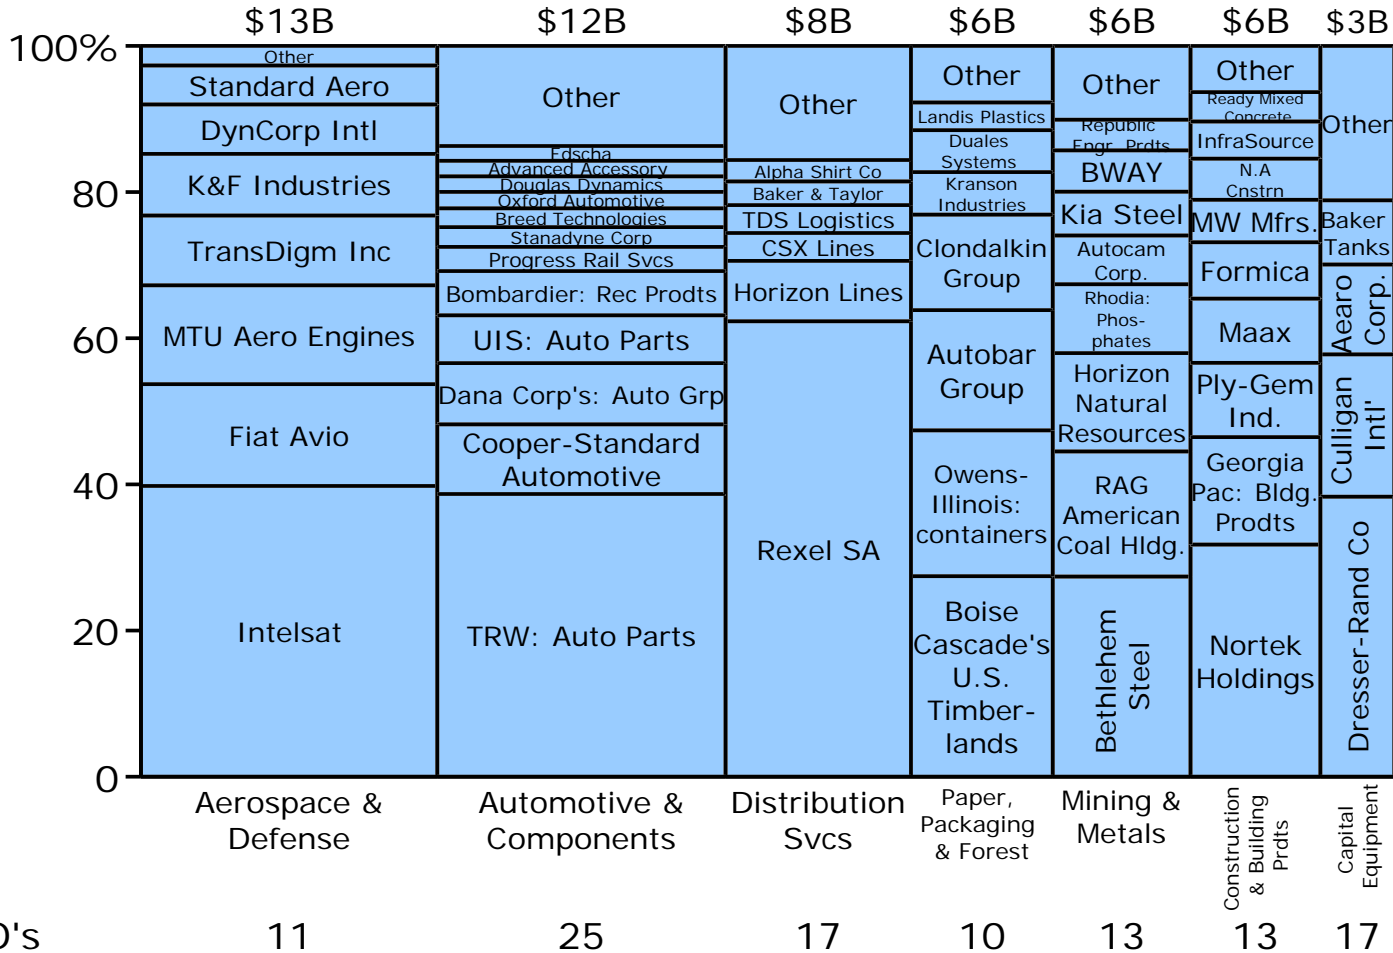 $13B $12B $8B $6B $6B $6B $3B
100%
80
60
40
20
0
Other
Standard Aero
DynCorp Intl
K&F Industries
TransDigm Inc
MTU Aero Engines
Fiat Avio
Intelsat
Other
Edscha
Advanced Accessory
Douglas Dynamics
Oxford Automotive
Breed Technologies
Stanadyne Corp
Progress Rail Svcs
Bombardier: Rec Prodts
UIS: Auto Parts
Dana Corp's: Auto Grp
Cooper-Standard
Automotive
TRW: Auto Parts
Other
Alpha Shirt Co
Baker & Taylor
TDS Logistics
CSX Lines
Horizon Lines
Rexel SA
Other
Landis Plastics
Duales
Systems
Kranson
Industries
Clondalkin
Group
Autobar
Group
Owens-
Illinois:
containers
Boise
Cascade's
U.S.
Timber-
lands
Other
Republic
Engr. Prdts
BWAY
Kia Steel
Autocam
Corp.
Rhodia:
Phos-
phates
Horizon
Natural
Resources
RAG
American
Coal Hldg.
Bethlehem
Steel
Other
Ready Mixed
Concrete
InfraSource
N.A
Cnstrn
MW Mfrs.
Formica
Maax
Ply-Gem
Ind.
Georgia
Pac: Bldg.
Prodts
Nortek
Holdings
Other
Baker
Tanks
Aearo
Corp.
Culligan
Intl'
Dresser-Rand Co
Aerospace &
Defense
Automotive &
Components
Distribution
Svcs
Paper,
Packaging
& Forest
Mining &
Metals
Construction
& Building
Prdts
Capital
Equipment
O's 11 25 17 10 13 13 17